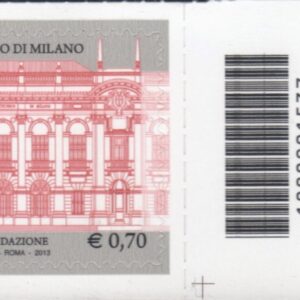 O DI MILANO
DAZIONE
€ 0,70
- ROMA - 2013